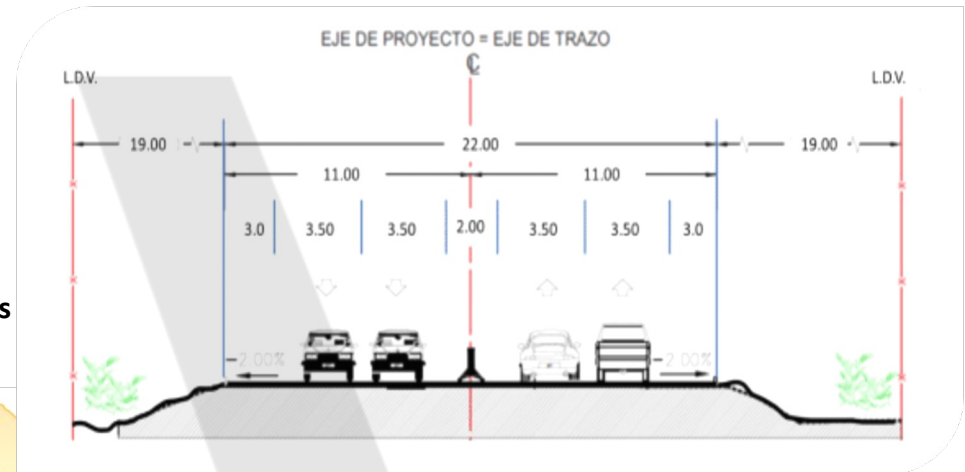 EJE DE PROYECTO = EJE DE TRAZO
℄
L.D.V. L.D.V.
19.00 22.00 19.00
11.00 11.00
3.0 3.50 3.50 2.00 3.50 3.50 3.0
s
-2.00% -2.00%